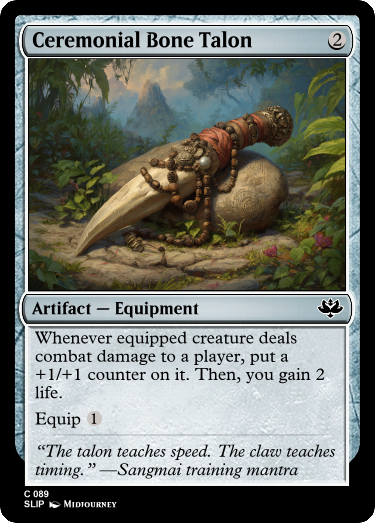 Ceremonial Bone Talon 2
Artifact — Equipment
Whenever equipped creature deals
combat damage to a player, put a
+1/+1 counter on it. Then, you gain 2
life.
Equip 1
“The talon teaches speed. The claw teaches
timing.” —Sangmai training mantra
C 089
SLIP Midjourney